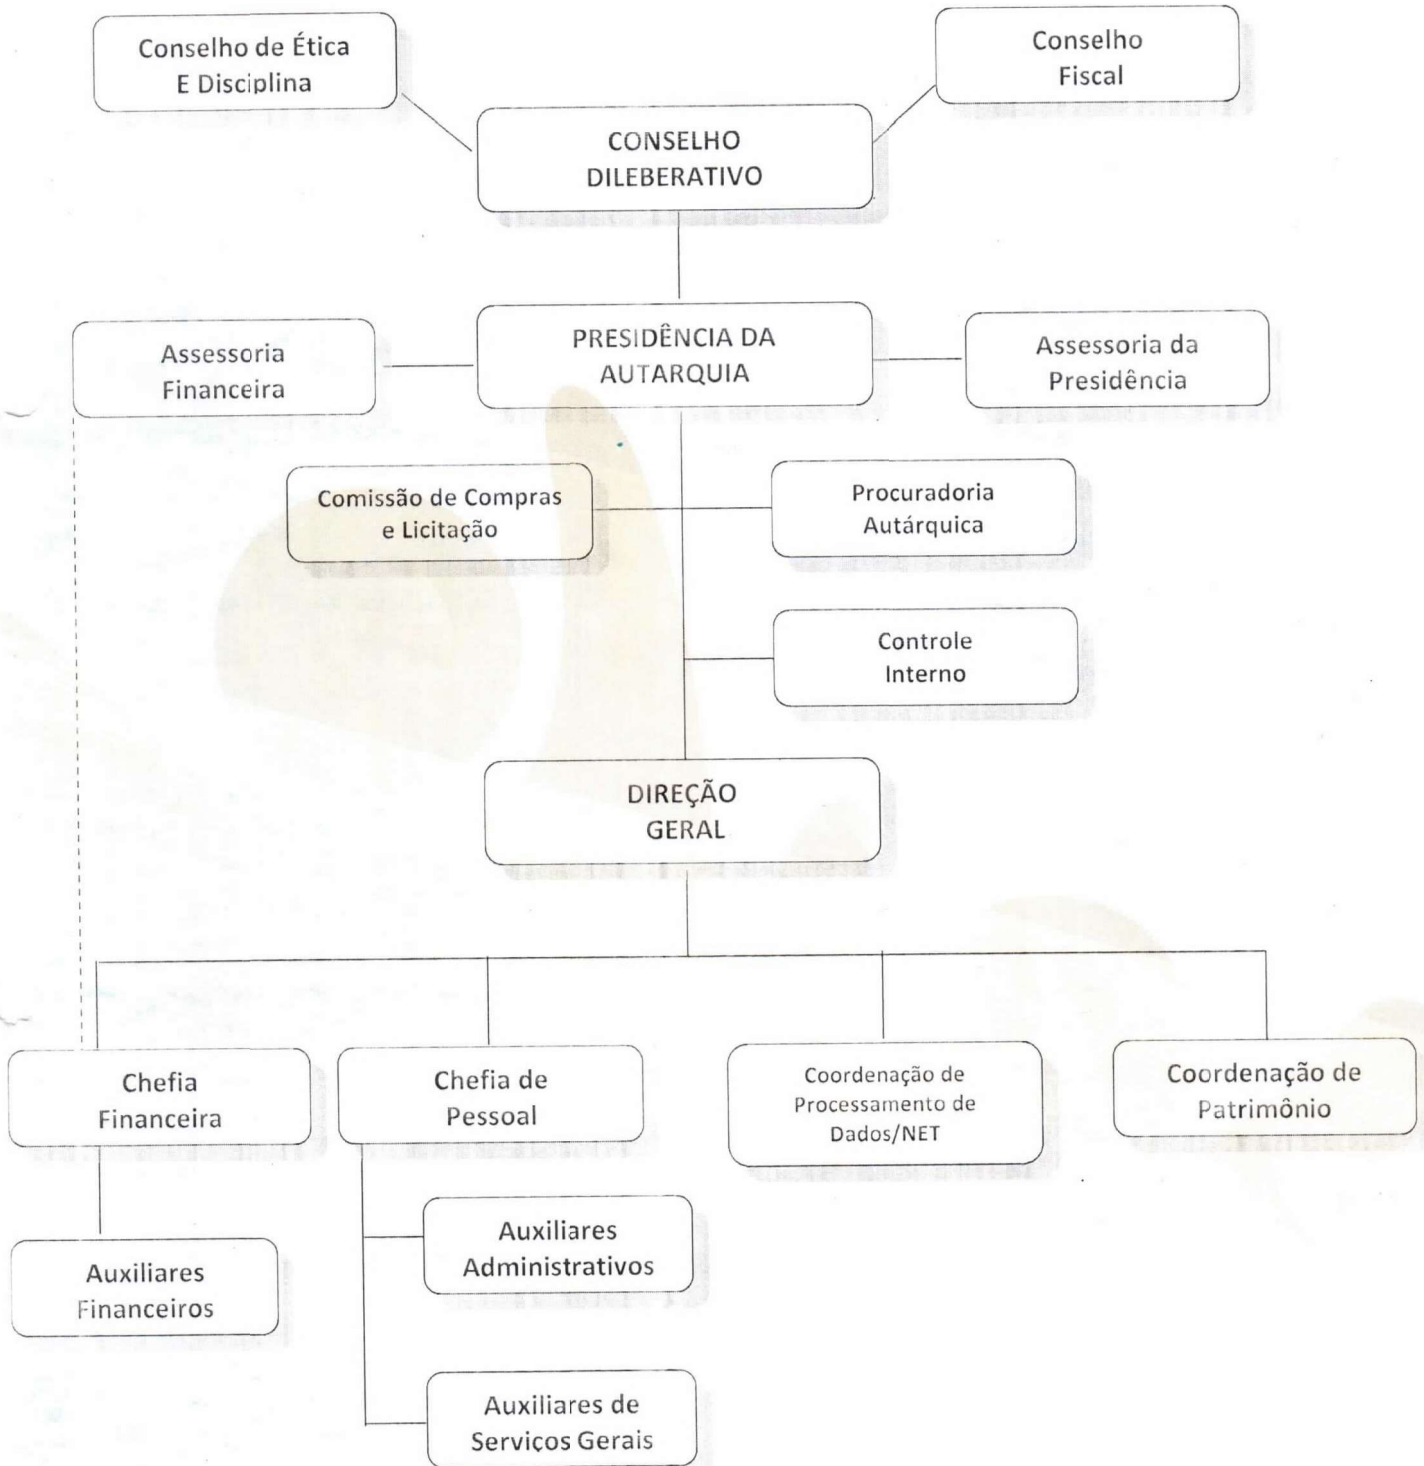 Conselho de Ética
E Disciplina
Conselho
Fiscal
CONSELHO
DILEBERATIVO
Assessoria
Financeira
PRESIDÊNCIA DA
AUTARQUIA
Assessoria da
Presidência
Comissão de Compras
e Licitação
Procuradoria
Autárquica
Controle
Interno
DIREÇÃO
GERAL
Chefia
Financeira
Chefia de
Pessoal
Coordenação de
Processamento de
Dados/NET
Coordenação de
Patrimônio
Auxiliares
Financeiros
Auxiliares
Administrativos
Auxiliares de
Serviços Gerais